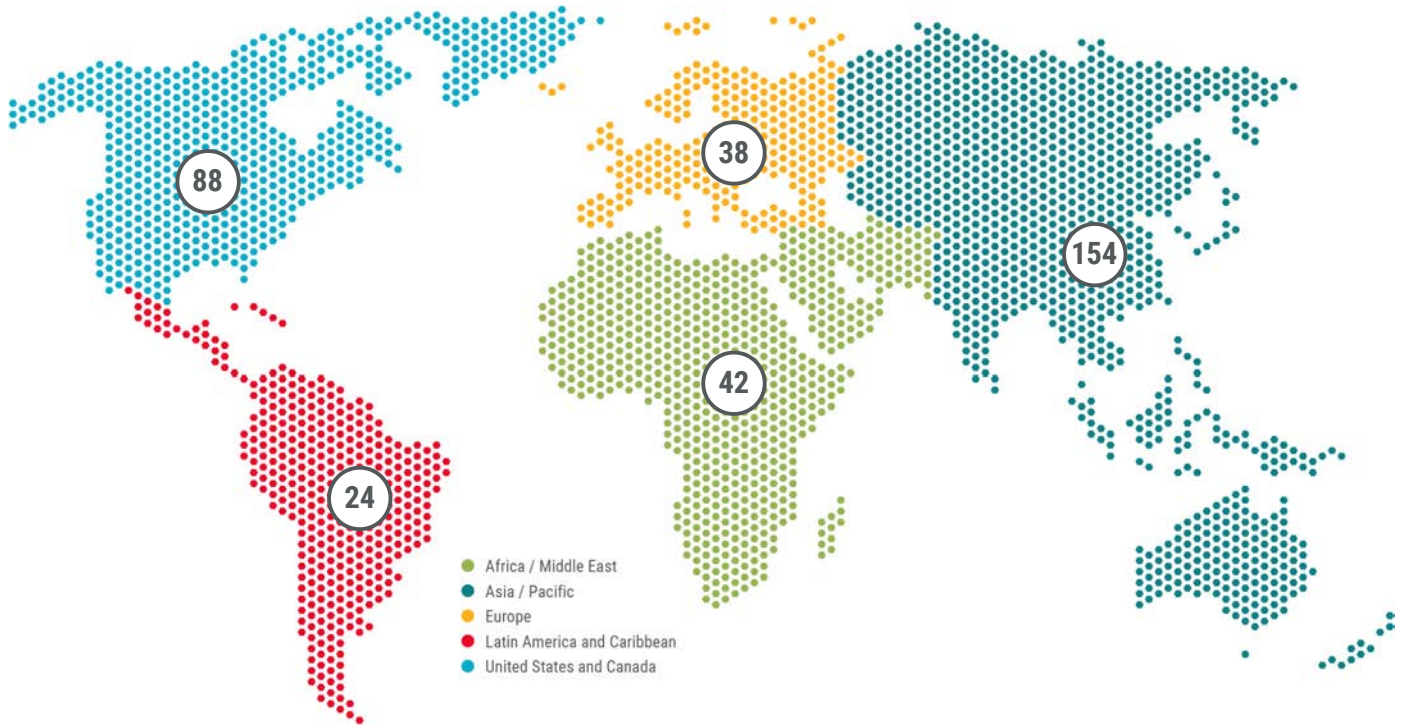 38
88
154
42
24
Africa / Middle East
Asia / Pacific
Europe
Latin America and Caribbean
United States and Canada